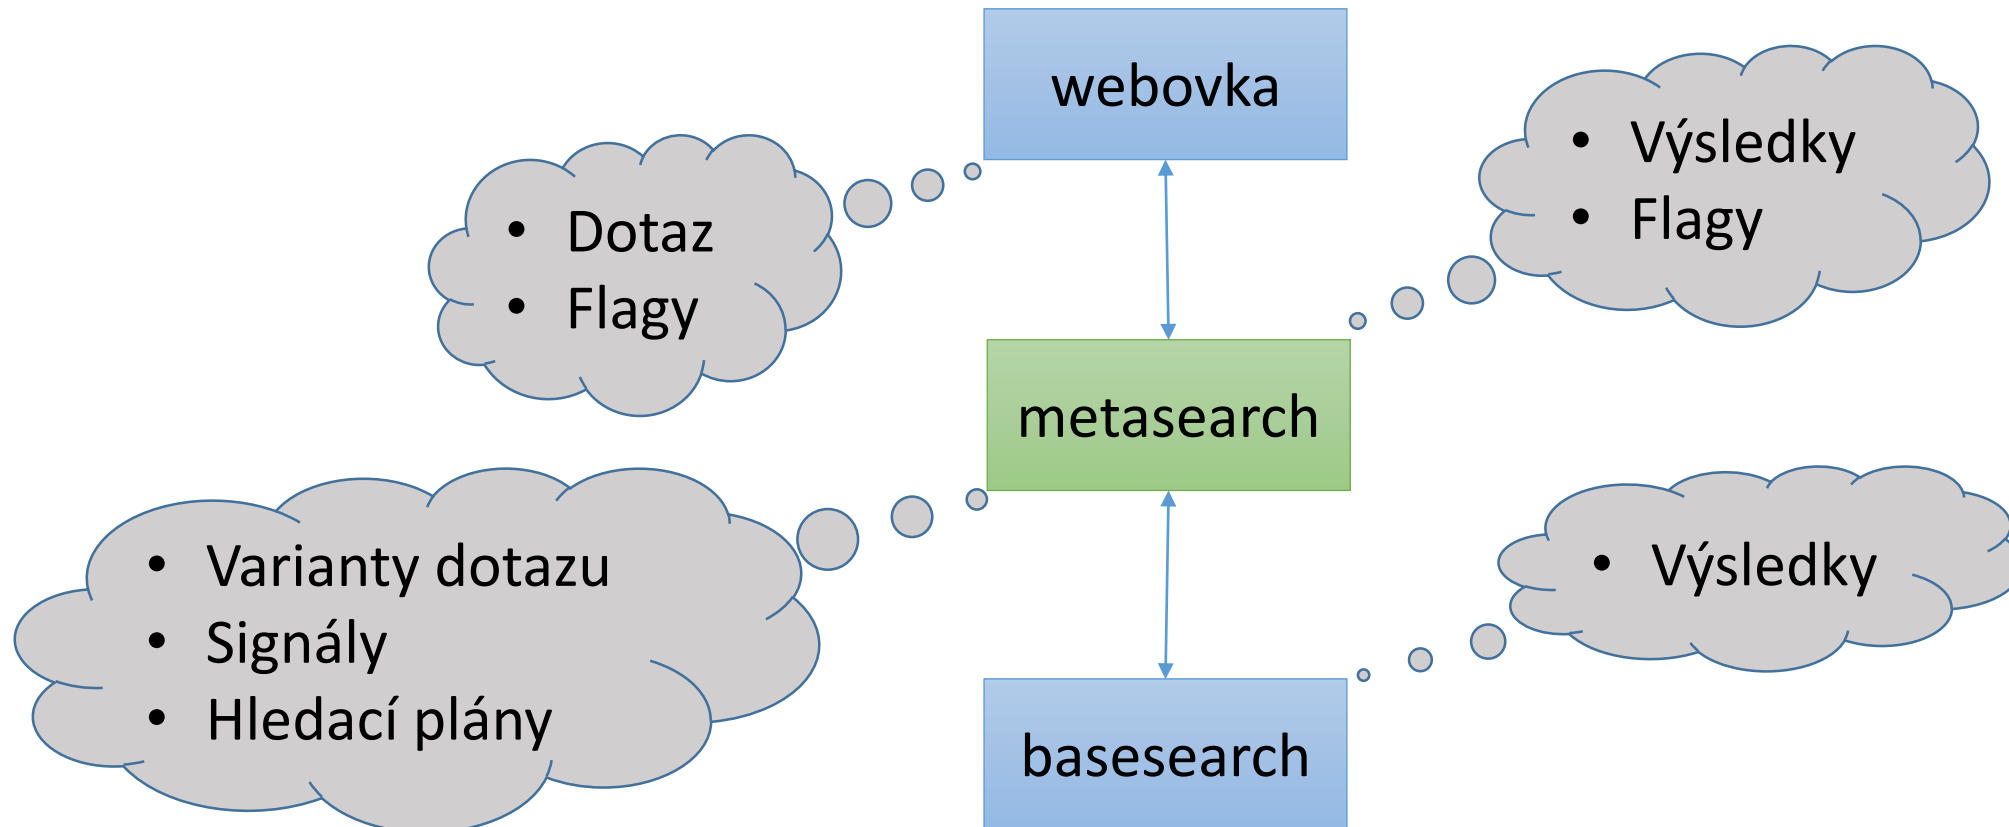 webovka
• Dotaz
• Flagy
• Výsledky
• Flagy
metasearch
• Varianty dotazu
• Signály
• Hledací plány
• Výsledky
basesearch